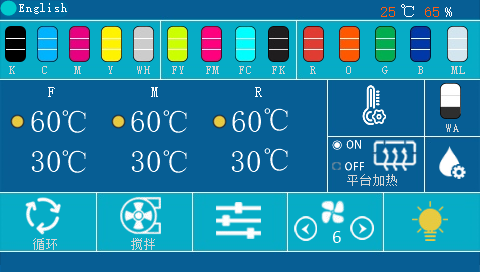 English
25 ℃ 65 %
K C M Y WH FY FM FC FK R O G B ML
F M R WA
60℃ 60℃ 60℃
ON
30℃ 30℃ 30℃
OFF
平台加热
循环 搅拌 6